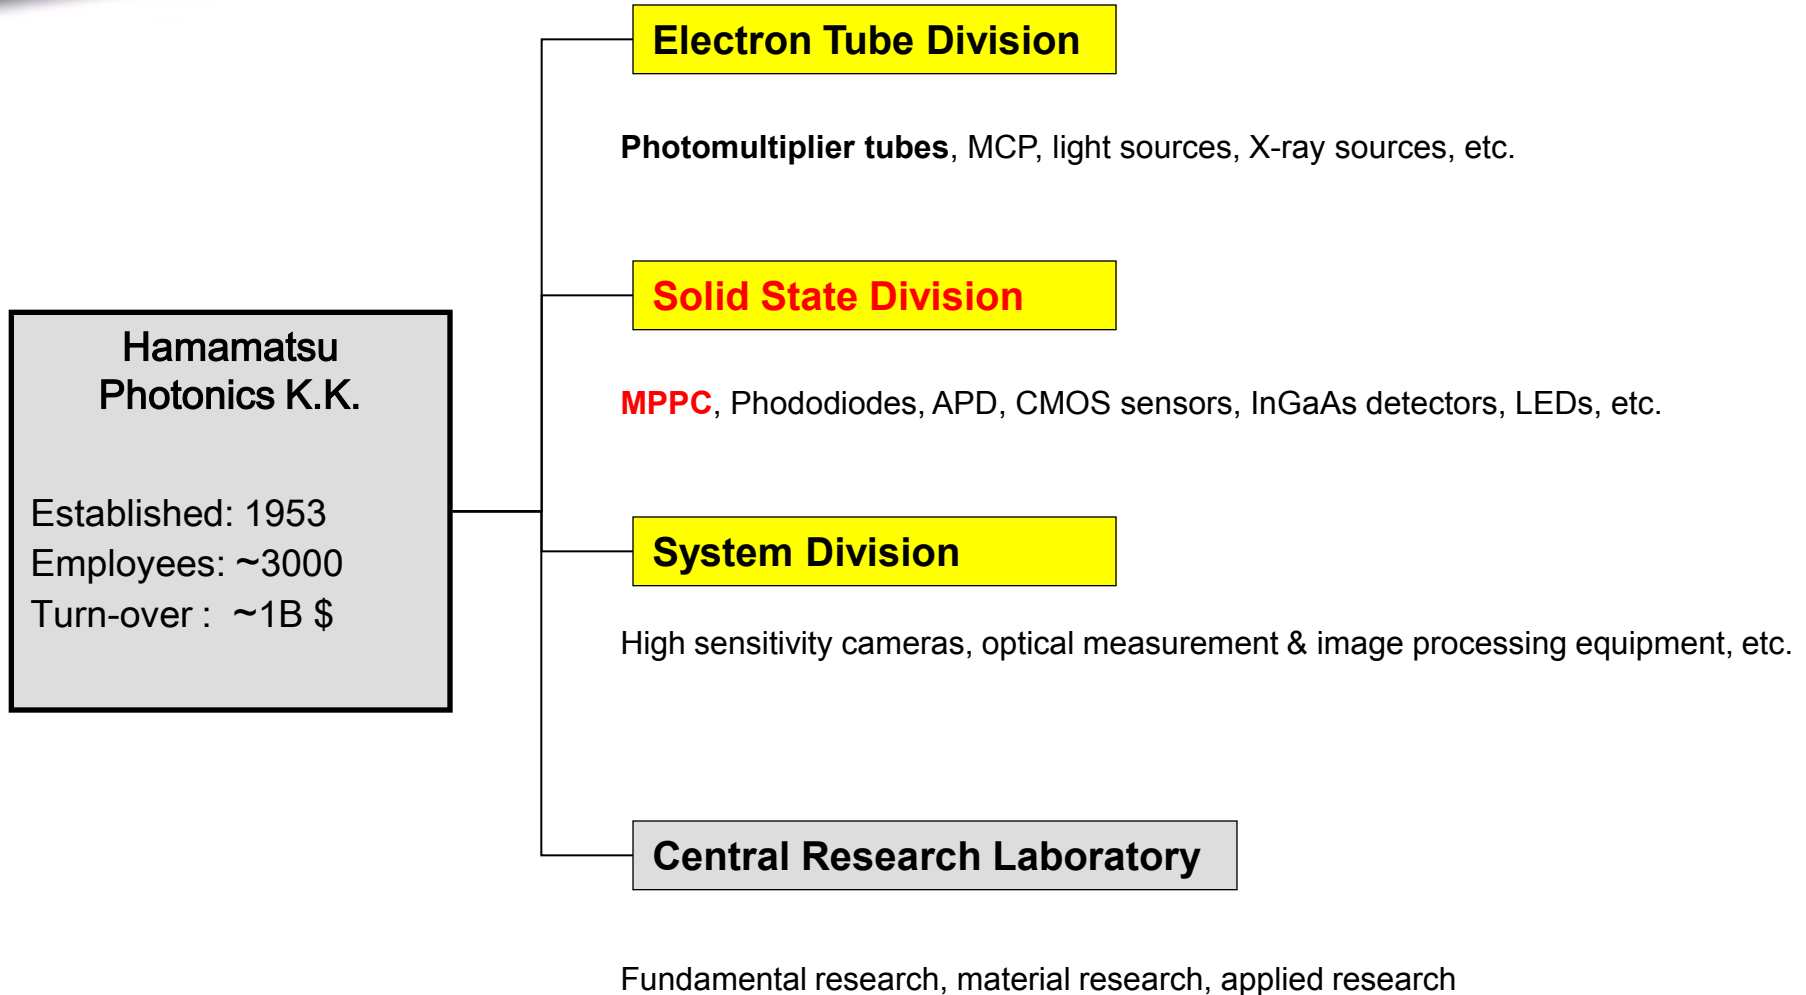 Electron Tube Division
Photomultiplier tubes, MCP, light sources, X-ray sources, etc.
Solid State Division
MPPC, Phododiodes, APD, CMOS sensors, InGaAs detectors, LEDs, etc.
Hamamatsu
Photonics K.K.
Established: 1953
Employees: ~3000
Turn-over : ~1B $
System Division
High sensitivity cameras, optical measurement & image processing equipment, etc.
Central Research Laboratory
Fundamental research, material research, applied research